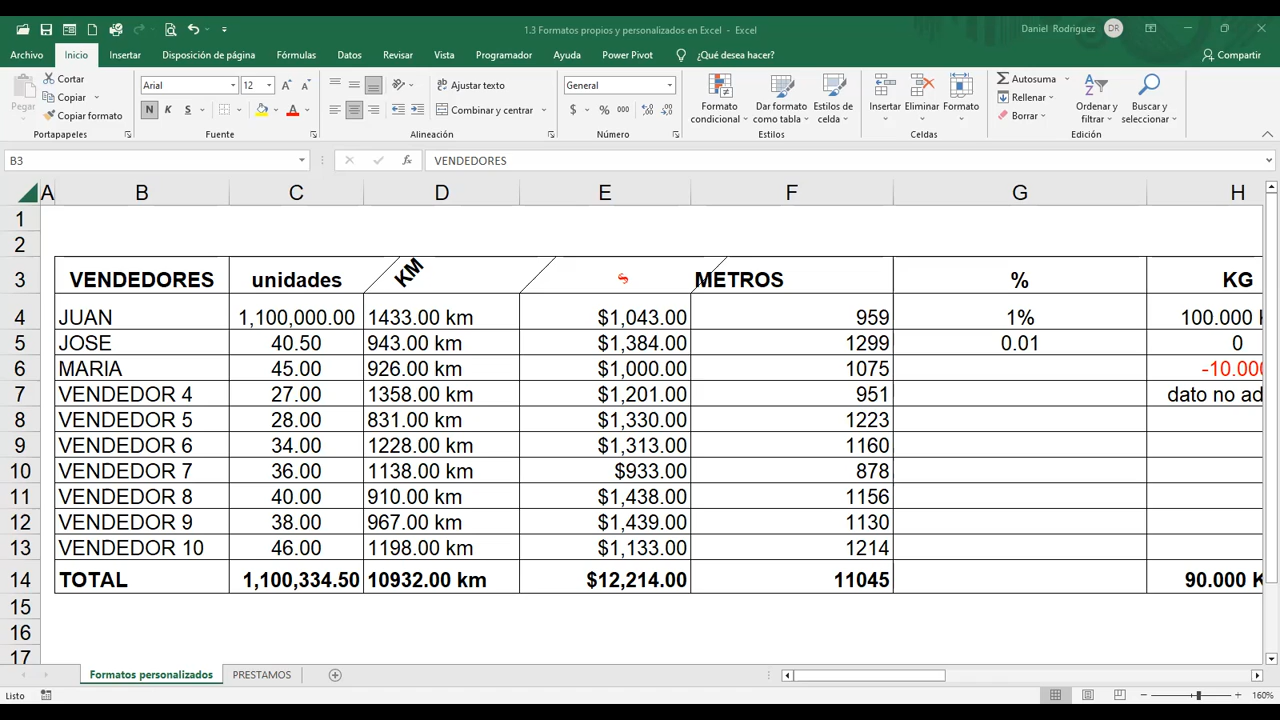 1.3 Formatos propios y personalizados en Excel - Excel
Daniel Rodriguez DR
Archivo Inicio Insertar Disposición de página Fórmulas Datos Revisar Vista Programador Ayuda Power Pivot ¿Qué desea hacer? Compartir
Pegar
Cortar
Copiar
Copiar formato
Portapapeles
Arial 12
N K S
Fuente
Ajustar texto
Combinar y centrar
Alineación
General
$ % 000
Número
Formato condicional
Dar formato como tabla
Estilos de celda
Estilos
Insertar Eliminar Formato
Celdas
Autosuma
Rellenar
Borrar
Ordenar y filtrar
Buscar y seleccionar
Edición
B3 fx VENDEDORES
A B C D E F G H
1
2
3 VENDEDORES unidades KM $ METROS % KG
4 JUAN 1,100,000.00 1433.00 km $1,043.00 959 1% 100.000
5 JOSE 40.50 943.00 km $1,384.00 1299 0.01 0
6 MARIA 45.00 926.00 km $1,000.00 1075 -10.000
7 VENDEDOR 4 27.00 1358.00 km $1,201.00 951 dato no ad
8 VENDEDOR 5 28.00 831.00 km $1,330.00 1223
9 VENDEDOR 6 34.00 1228.00 km $1,313.00 1160
10 VENDEDOR 7 36.00 1138.00 km $933.00 878
11 VENDEDOR 8 40.00 910.00 km $1,438.00 1156
12 VENDEDOR 9 38.00 967.00 km $1,439.00 1130
13 VENDEDOR 10 46.00 1198.00 km $1,133.00 1214
14 TOTAL 1,100,334.50 10932.00 km $12,214.00 11045 90.000 K
15
16
17
Formatos personalizados PRESTAMOS
Listo 160%